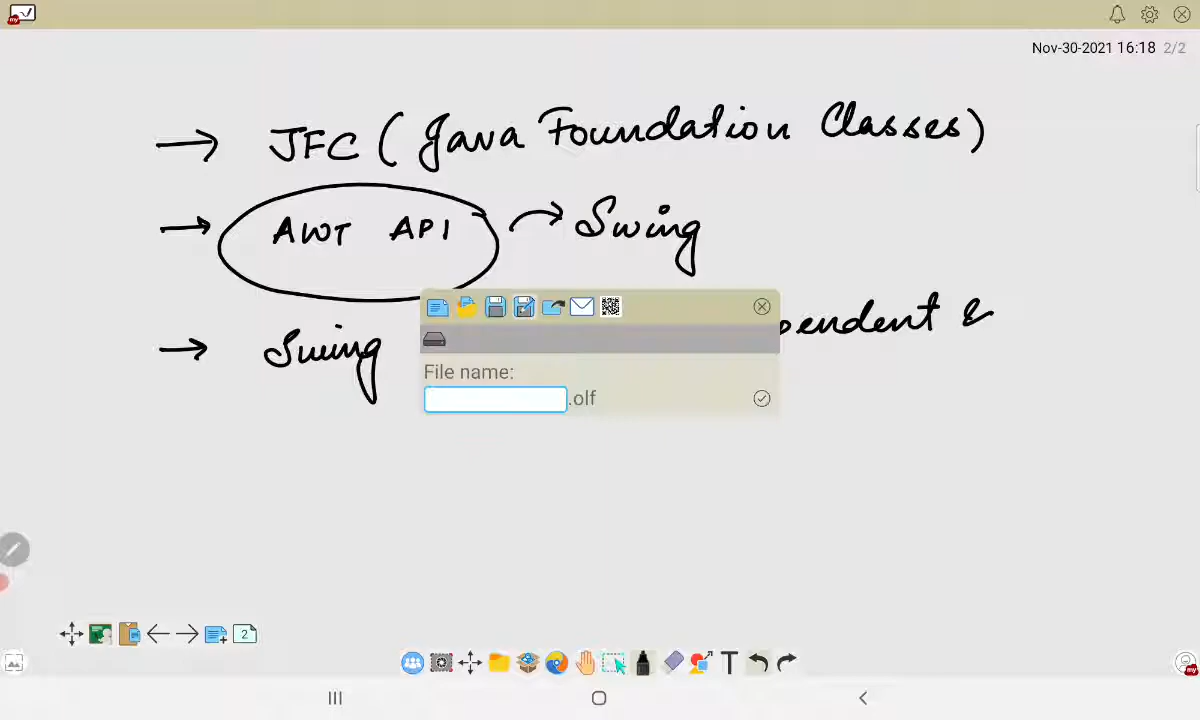 Nov-30-2021 16:18 2/2
→ JFC (Java Foundation Classes)
→ AWT API → Swing
→ Swing pendent &
File name:
.olf
2